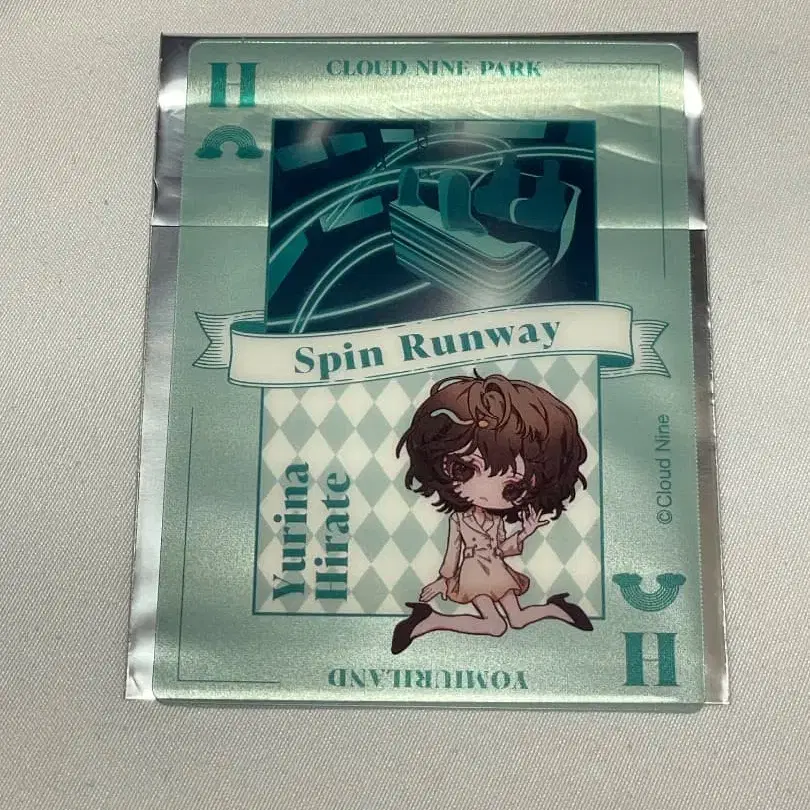 H
CLOUD NINE PARK
Spin Runway
Yurina
Hirate
©Cloud Nine
H
YOMIURILAND